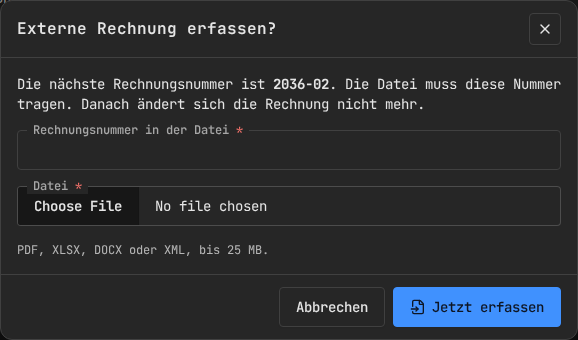 Externe Rechnung erfassen?
Die nächste Rechnungsnummer ist 2036-02. Die Datei muss diese Nummer
tragen. Danach ändert sich die Rechnung nicht mehr.
Rechnungsnummer in der Datei *
Datei *
Choose File No file chosen
PDF, XLSX, DOCX oder XML, bis 25 MB.
Abbrechen Jetzt erfassen